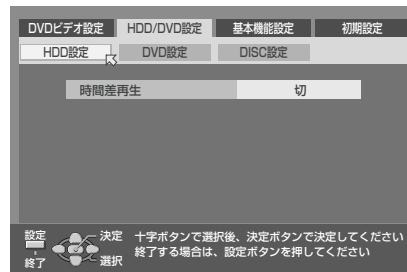 DVDビデオ設定 HDD/DVD設定 基本機能設定 初期設定
HDD設定 DVD設定 DISC設定
時間差再生 切
設定 決定 十字ボタンで選択後、決定ボタンで決定してください
終了する場合は、設定ボタンを押してください
終了 選択